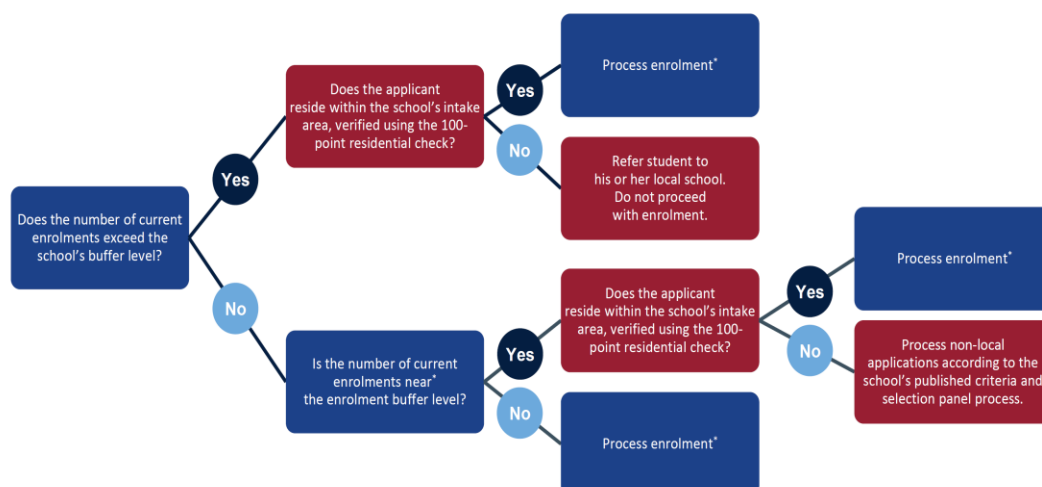 Does the number of current
enrolments exceed the
school's buffer level?
Yes
Does the applicant
reside within the school's intake
area, verified using the 100-
point residential check?
Yes
Process enrolment*
No
Refer student to
his or her local school.
Do not proceed
with enrolment.
No
Is the number of current
enrolments near*
the enrolment buffer level?
Yes
Does the applicant
reside within the school's intake
area, verified using the 100-
point residential check?
Yes
Process enrolment*
No
Process non-local
applications according to the
school's published criteria and
selection panel process.
No
Process enrolment*